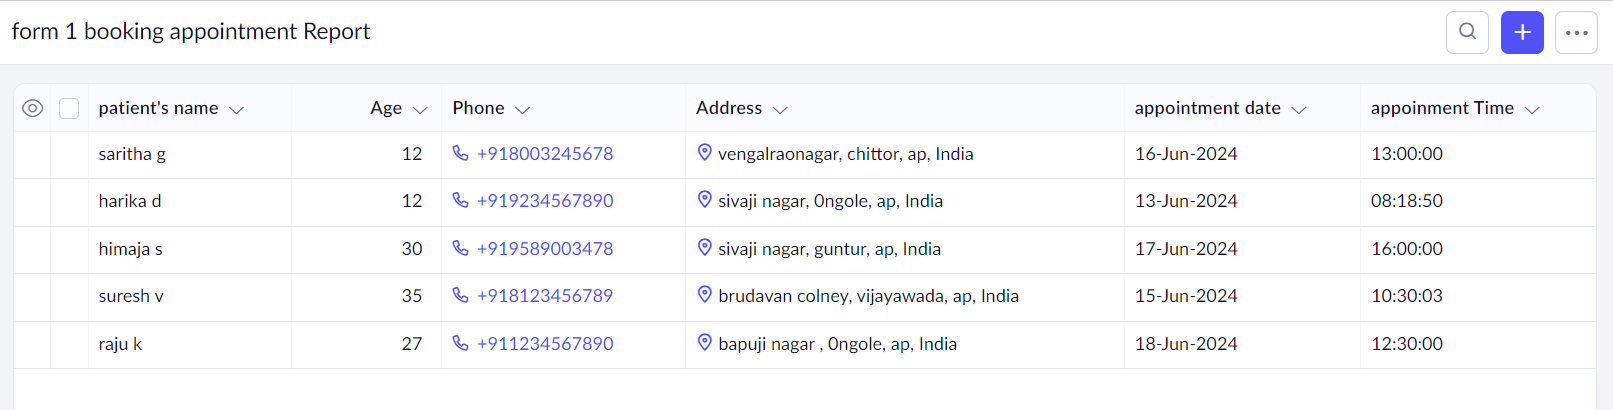 form 1 booking appointment Report
patient's name Age Phone Address appointment date appoinment Time
saritha g 12 +918003245678 vengalraonagar, chittor, ap, India 16-Jun-2024 13:00:00
harika d 12 +919234567890 sivaji nagar, 0ngole, ap, India 13-Jun-2024 08:18:50
himaja s 30 +919589003478 sivaji nagar, guntur, ap, India 17-Jun-2024 16:00:00
suresh v 35 +918123456789 brudavan colney, vijayawada, ap, India 15-Jun-2024 10:30:03
raju k 27 +911234567890 bapuji nagar , 0ngole, ap, India 18-Jun-2024 12:30:00